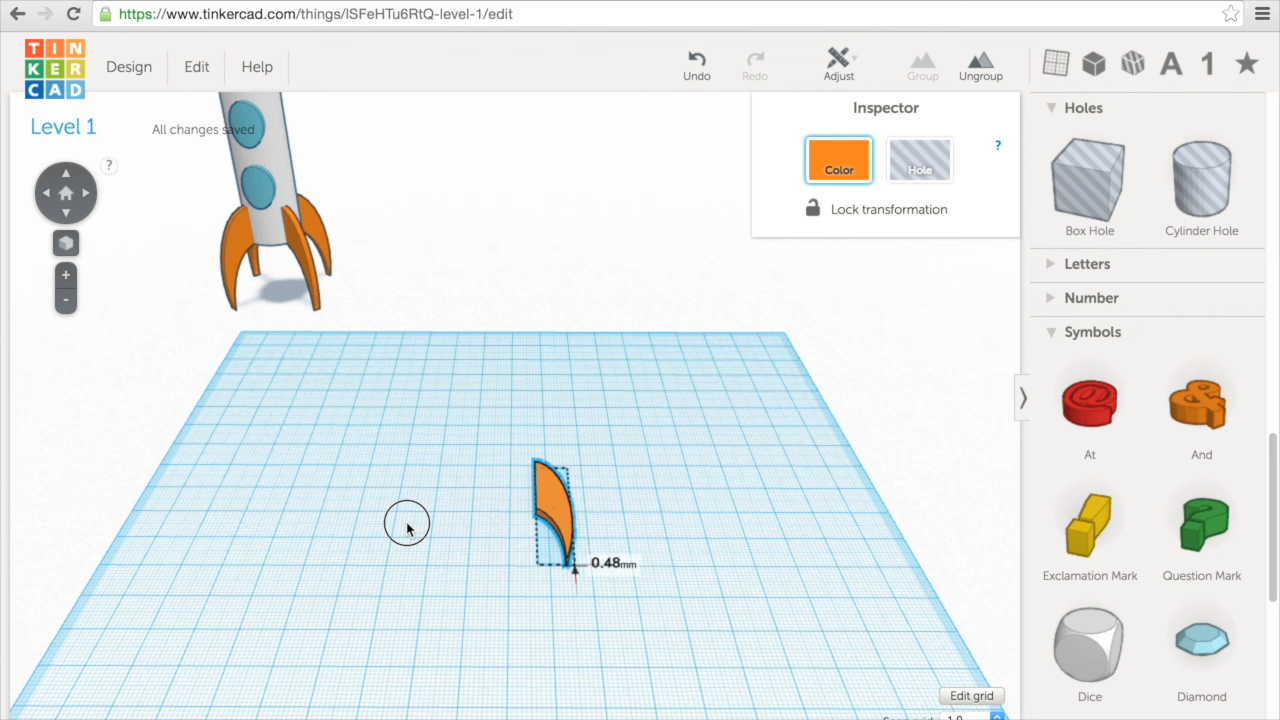 https://www.tinkercad.com/things/lSFeHTu6RtQ-level-1/edit
TIN
KER
CAD
Design
Edit
Help
Undo
Redo
Adjust
Group
Ungroup
A
1
Level 1
All changes saved
?
+
-
Inspector
Color
Hole
?
Lock transformation
Holes
Box Hole
Cylinder Hole
Letters
Number
Symbols
At
And
Exclamation Mark
Question Mark
Dice
Diamond
0.48mm
Edit grid